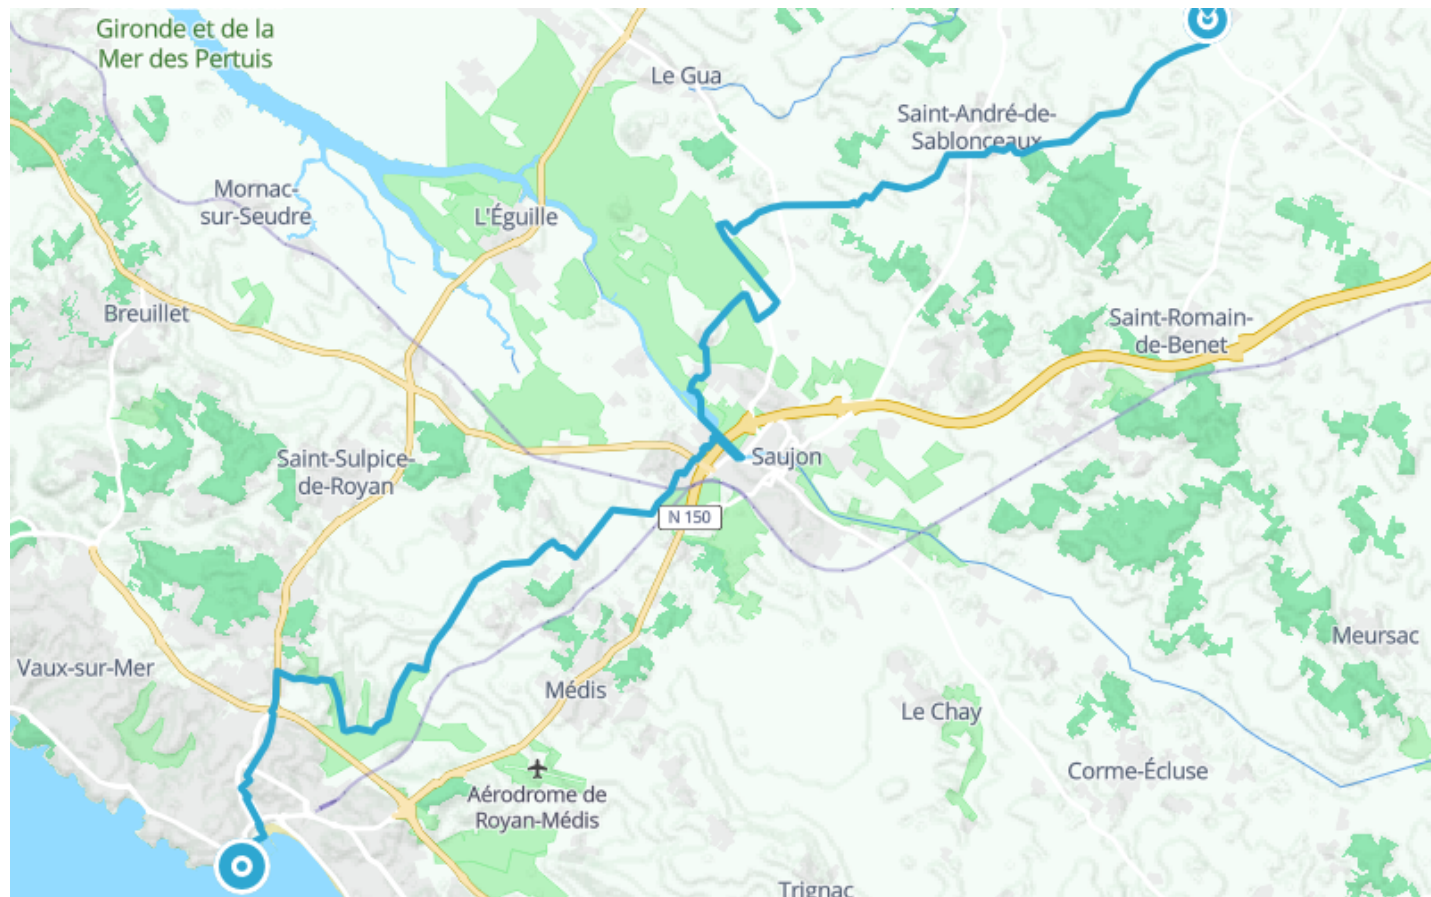 Gironde et de la
Mer des Pertuis
Le Gua
Saint-André-de-
Sablonceaux
Mornac-
sur-Seudre
L'Éguille
Breuillet
Saint-Romain-
de-Benet
Saint-Sulpice-
de-Royan
Saujon
N 150
Meursac
Vaux-sur-Mer
Médis
Le Chay
Corme-Écluse
Aérodrome de
Royan-Médis
Trignac